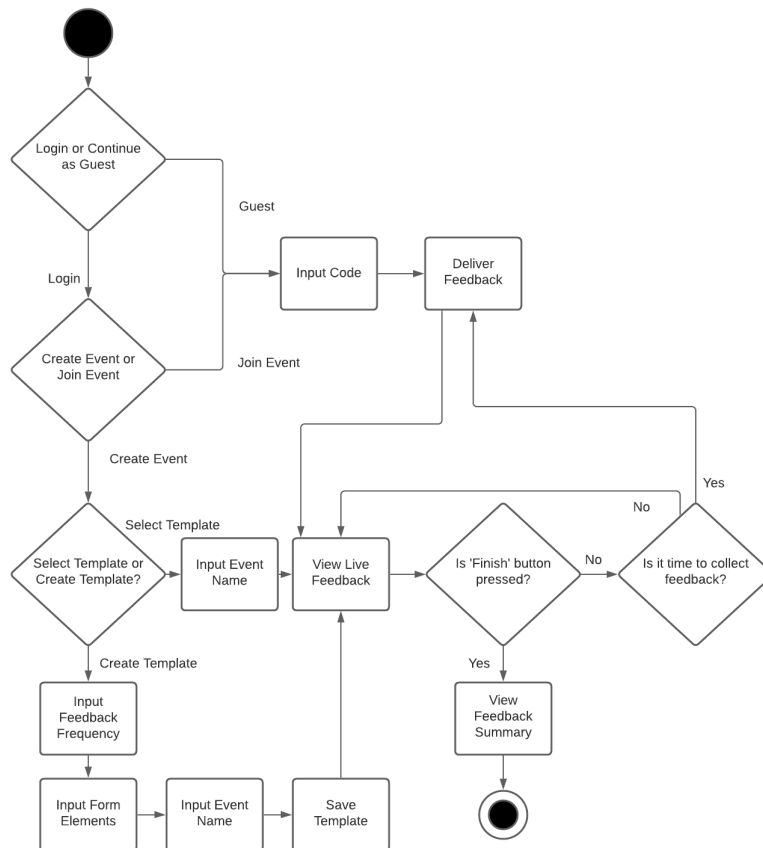 Login or Continue
as Guest
Guest
Input Code
Deliver
Feedback
Login
Create Event or
Join Event
Join Event
Create Event
Yes
No
Select Template
Select Template or
Create Template?
Input Event
Name
View Live
Feedback
Is 'Finish' button
pressed?
No
Is it time to collect
feedback?
Create Template
Yes
Input
Feedback
Frequency
View
Feedback
Summary
Input Form
Elements
Input Event
Name
Save
Template